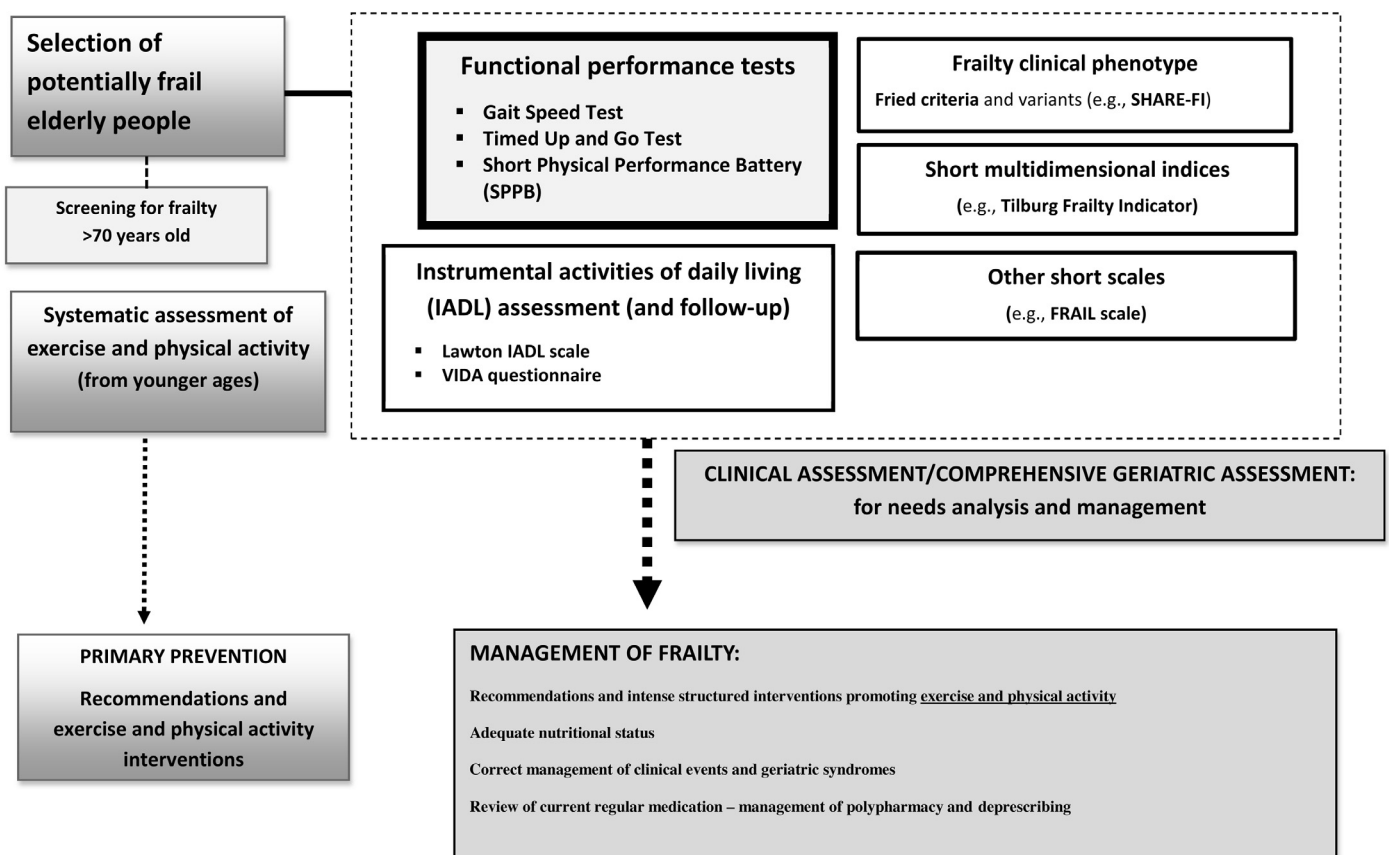 Selection of
potentially frail
elderly people
Screening for frailty
>70 years old
Systematic assessment of
exercise and physical activity
(from younger ages)
PRIMARY PREVENTION
Recommendations and
exercise and physical activity
interventions
Functional performance tests
▪ Gait Speed Test
▪ Timed Up and Go Test
▪ Short Physical Performance Battery
(SPPB)
Instrumental activities of daily living
(IADL) assessment (and follow-up)
▪ Lawton IADL scale
▪ VIDA questionnaire
Frailty clinical phenotype
Fried criteria and variants (e.g., SHARE-FI)
Short multidimensional indices
(e.g., Tilburg Frailty Indicator)
Other short scales
(e.g., FRAIL scale)
CLINICAL ASSESSMENT/COMPREHENSIVE GERIATRIC ASSESSMENT:
for needs analysis and management
MANAGEMENT OF FRAILTY:
Recommendations and intense structured interventions promoting exercise and physical activity
Adequate nutritional status
Correct management of clinical events and geriatric syndromes
Review of current regular medication – management of polypharmacy and deprescribing